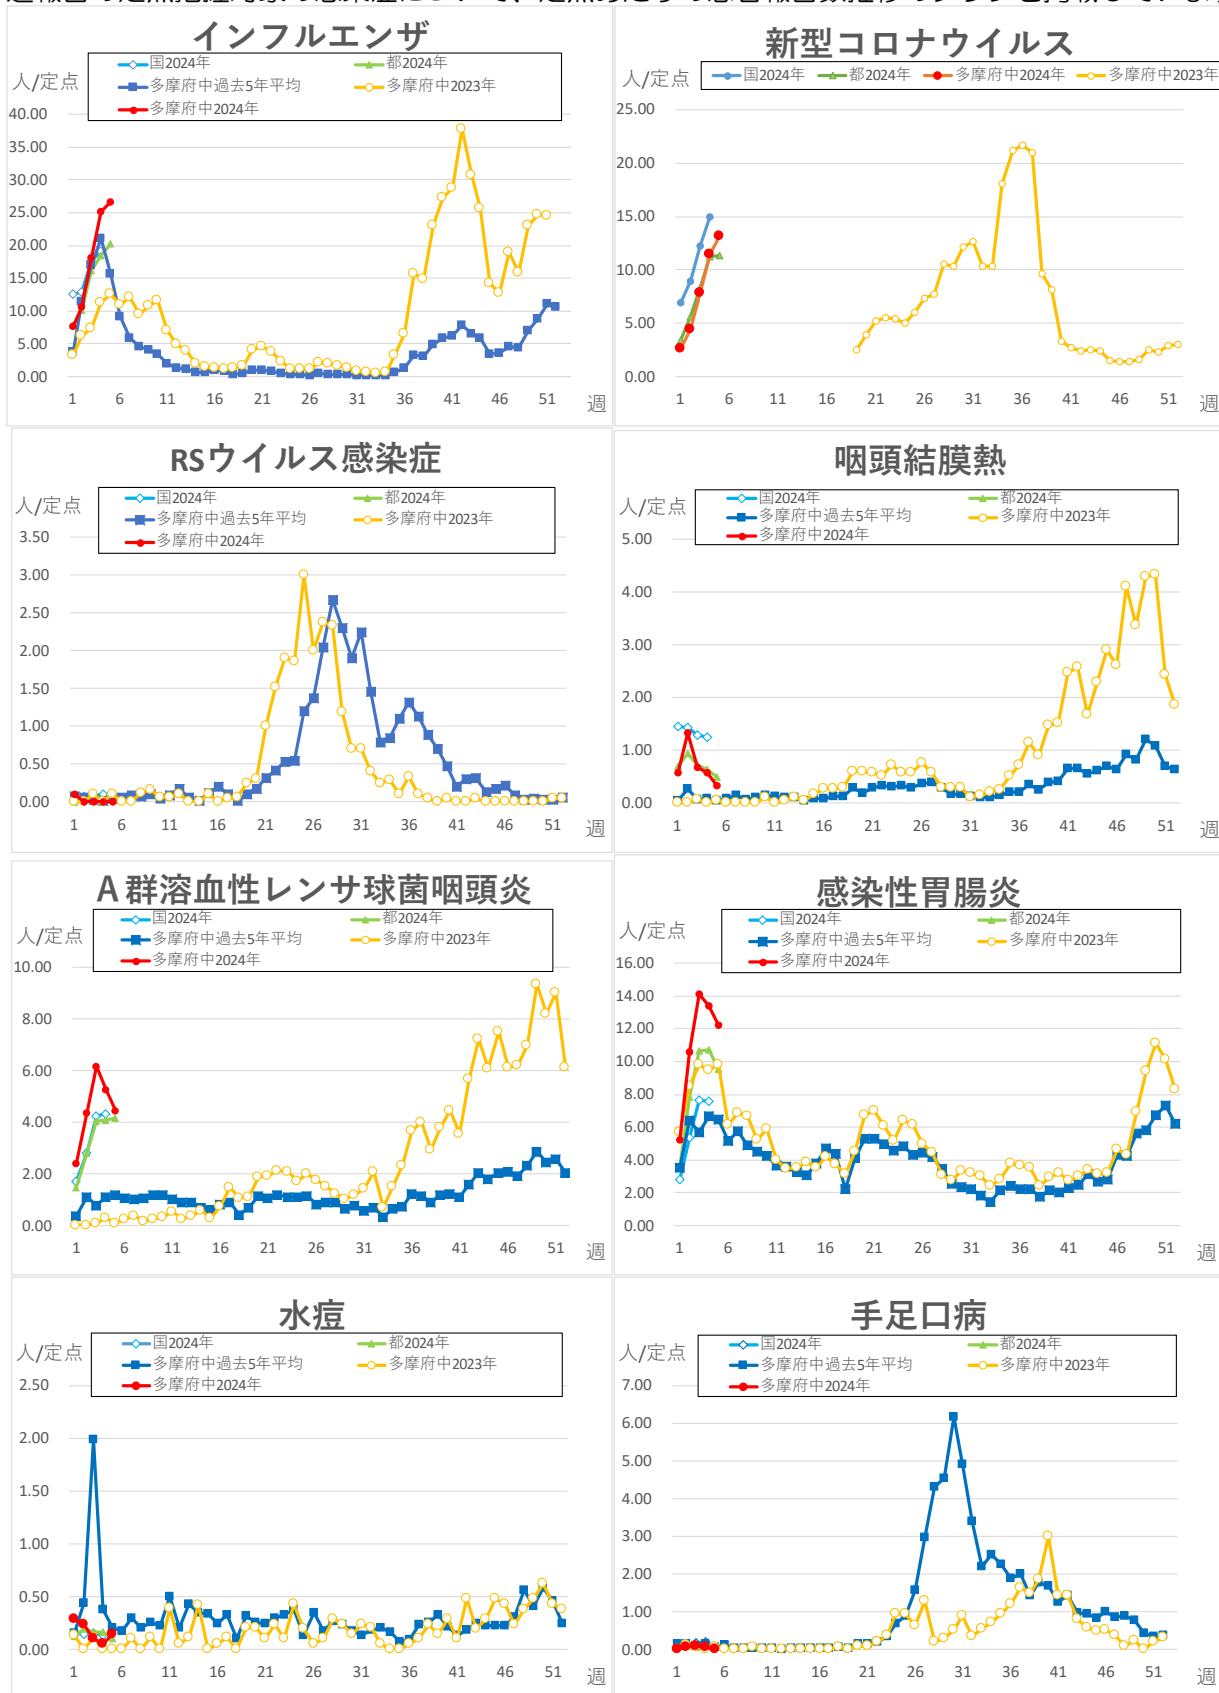 インフルエンザ
人/定点
国2024年
都2024年
多摩府中過去5年平均
多摩府中2023年
多摩府中2024年
40.00
35.00
30.00
25.00
20.00
15.00
10.00
5.00
0.00
1 6 11 16 21 26 31 36 41 46 51 週
新型コロナウイルス
人/定点
国2024年 都2024年 多摩府中2024年 多摩府中2023年
25.00
20.00
15.00
10.00
5.00
0.00
1 6 11 16 21 26 31 36 41 46 51 週
RSウイルス感染症
人/定点
国2024年
都2024年
多摩府中過去5年平均
多摩府中2023年
多摩府中2024年
3.50
3.00
2.50
2.00
1.50
1.00
0.50
0.00
1 6 11 16 21 26 31 36 41 46 51 週
咽頭結膜熱
人/定点
国2024年
都2024年
多摩府中過去5年平均
多摩府中2023年
多摩府中2024年
5.00
4.00
3.00
2.00
1.00
0.00
1 6 11 16 21 26 31 36 41 46 51 週
A群溶血性レンサ球菌咽頭炎
人/定点
国2024年
都2024年
多摩府中過去5年平均
多摩府中2023年
多摩府中2024年
10.00
8.00
6.00
4.00
2.00
0.00
1 6 11 16 21 26 31 36 41 46 51 週
感染性胃腸炎
人/定点
国2024年
都2024年
多摩府中過去5年平均
多摩府中2023年
多摩府中2024年
16.00
14.00
12.00
10.00
8.00
6.00
4.00
2.00
0.00
1 6 11 16 21 26 31 36 41 46 51 週
水痘
人/定点
国2024年
都2024年
多摩府中過去5年平均
多摩府中2023年
多摩府中2024年
2.50
2.00
1.50
1.00
0.50
0.00
1 6 11 16 21 26 31 36 41 46 51 週
手足口病
人/定点
国2024年
都2024年
多摩府中過去5年平均
多摩府中2023年
多摩府中2024年
7.00
6.00
5.00
4.00
3.00
2.00
1.00
0.00
1 6 11 16 21 26 31 36 41 46 51 週